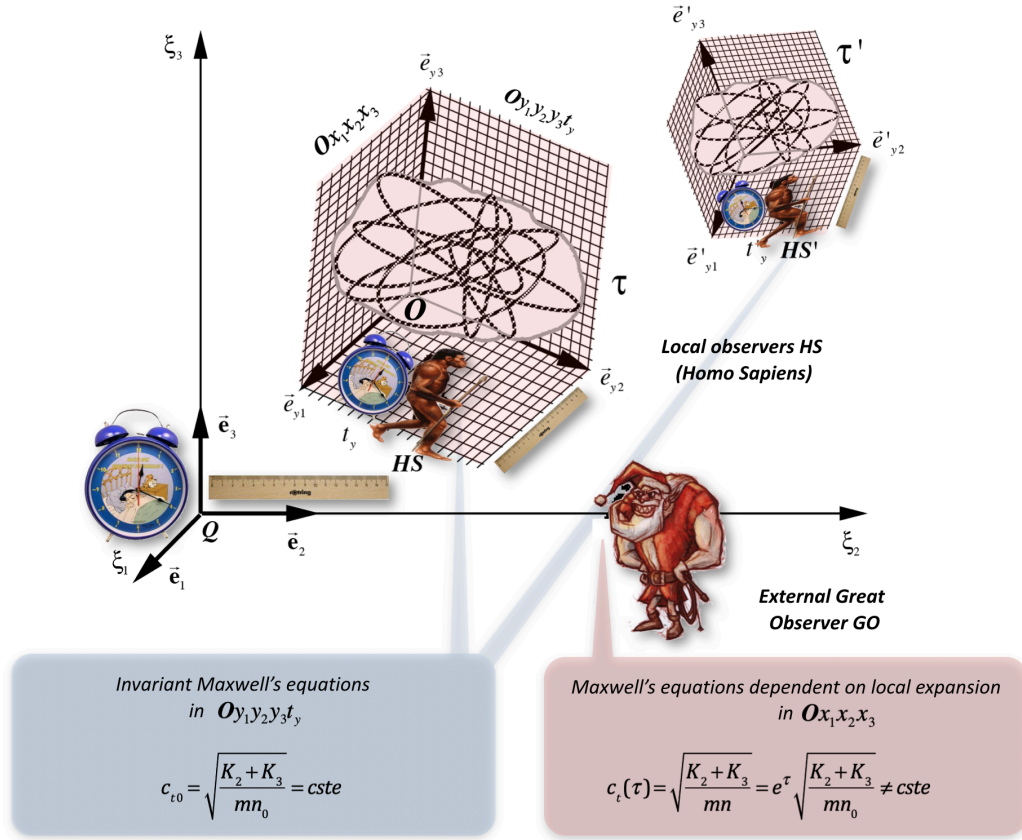 ξ₃
e⃗'y3
τ'
e⃗y3
Ox₁x₂x₃
Oy₁y₂y₃ty
e⃗'y2
t'y
HS'
e⃗'y1
τ
O
Local observers HS
(Homo Sapiens)
e⃗y2
e⃗y1
ty
HS
e⃗₃
rotring
Q
e⃗₂
ξ₂
ξ₁
e⃗₁
External Great
Observer GO
Invariant Maxwell's equations
in Oy₁y₂y₃ty
ct0 = √((K₂ + K₃)/(mn₀)) = cste
Maxwell's equations dependent on local expansion
in Ox₁x₂x₃
ct(τ) = √((K₂ + K₃)/(mn)) = e^τ √((K₂ + K₃)/(mn₀)) ≠ cste